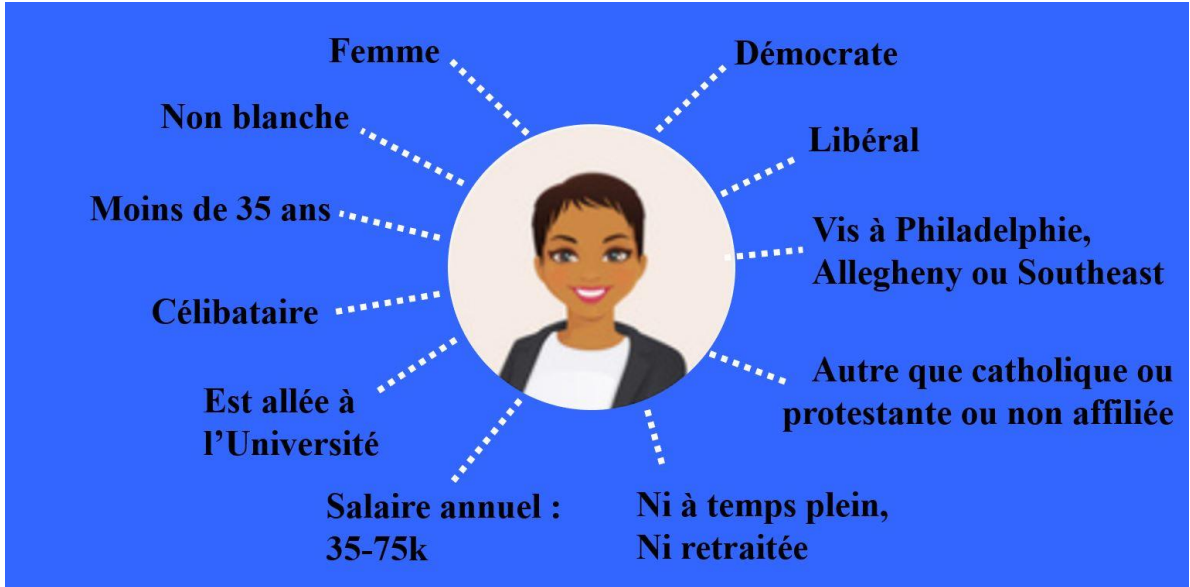 Femme
Démocrate
Non blanche
Libéral
Moins de 35 ans
Vis à Philadelphie,
Allegheny ou Southeast
Célibataire
Autre que catholique ou
protestante ou non affiliée
Est allée à
l’Université
Salaire annuel :
35-75k
Ni à temps plein,
Ni retraitée